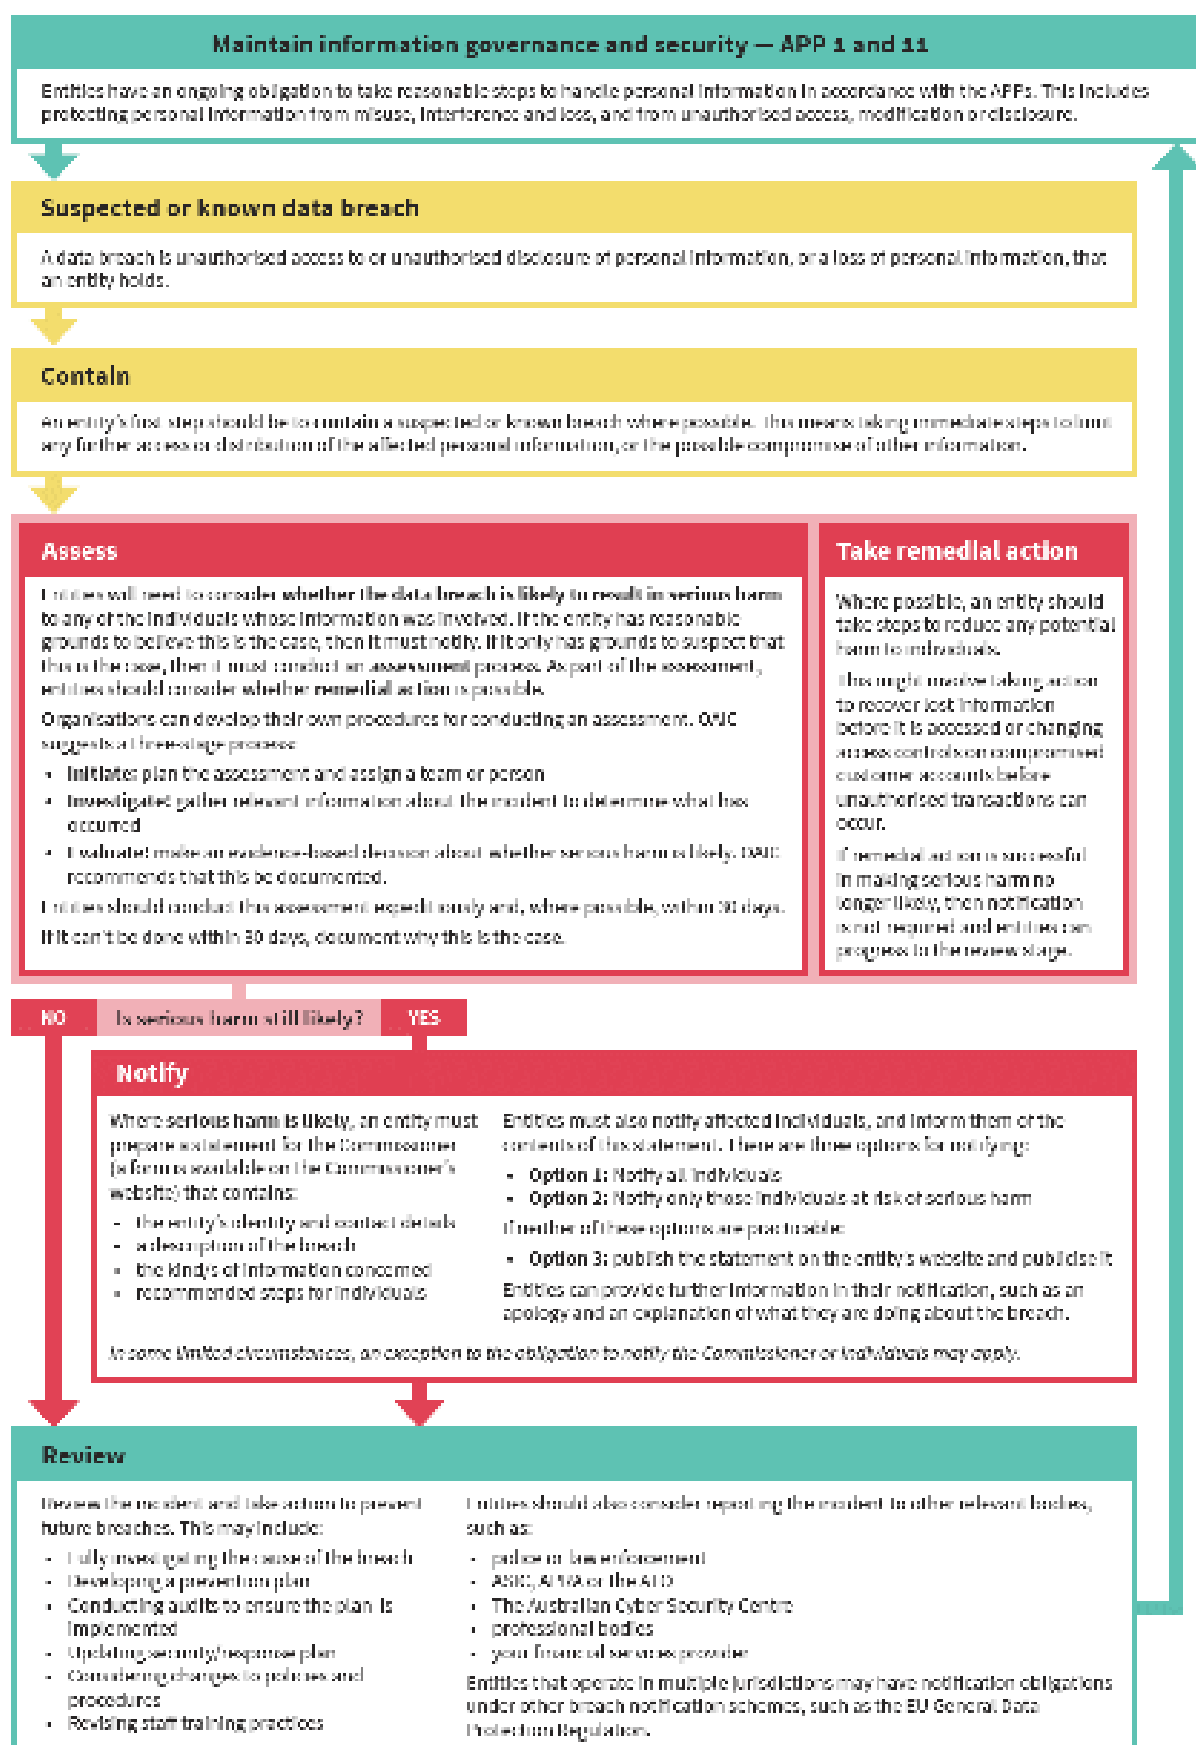 Maintain information governance and security — APP 1 and 11
Entities have an ongoing obligation to take reasonable steps to handle personal information in accordance with the APPs. This includes
protecting personal information from misuse, interference and loss, and from unauthorised access, modification or disclosure.
Suspected or known data breach
A data breach is unauthorised access to or unauthorised disclosure of personal information, or a loss of personal information, that
an entity holds.
Contain
An entity's first step should be to contain a suspected or known breach where possible. This means taking immediate steps to limit
any further access or distribution of the affected personal information, or the possible compromise of other information.
Assess
Entities will need to consider whether the data breach is likely to result in serious harm
to any of the individuals whose information was involved. If the entity has reasonable
grounds to believe this is the case, then it must notify. If it only has grounds to suspect that
this is the case, then it must conduct an assessment process. As part of the assessment,
entities should consider whether remedial action is possible.
Organisations can develop their own procedures for conducting an assessment. OAIC
suggests a three-stage process:
• Initiate: plan the assessment and assign a team or person
• Investigate: gather relevant information about the incident to determine what has
occurred
• Evaluate: make an evidence-based decision about whether serious harm is likely. OAIC
recommends that this be documented.
Entities should conduct this assessment expeditiously and, where possible, within 30 days.
If it can't be done within 30 days, document why this is the case.
Take remedial action
Where possible, an entity should
take steps to reduce any potential
harm to individuals.
This might involve taking action
to recover lost information
before it is accessed or changing
access controls on compromised
customer accounts before
unauthorised transactions can
occur.
If remedial action is successful
in making serious harm no
longer likely, then notification
is not required and entities can
progress to the review stage.
NO Is serious harm still likely? YES
Notify
Where serious harm is likely, an entity must
prepare a statement for the Commissioner
(a form is available on the Commissioner's
website) that contains:
• the entity's identity and contact details
• a description of the breach
• the kind/s of information concerned
• recommended steps for individuals
Entities must also notify affected individuals, and inform them of the
contents of this statement. There are three options for notifying:
• Option 1: Notify all individuals
• Option 2: Notify only those individuals at risk of serious harm
If neither of these options are practicable:
• Option 3: publish the statement on the entity's website and publicise it
Entities can provide further information in their notification, such as an
apology and an explanation of what they are doing about the breach.
In some limited circumstances, an exception to the obligation to notify the Commissioner or individuals may apply.
Review
Review the incident and take action to prevent
future breaches. This may include:
• Fully investigating the cause of the breach
• Developing a prevention plan
• Conducting audits to ensure the plan is
implemented
• Updating security/response plan
• Considering changes to policies and
procedures
• Revising staff training practices
Entities should also consider reporting the incident to other relevant bodies,
such as:
• police or law enforcement
• ASIC, APRA or the ATO
• The Australian Cyber Security Centre
• professional bodies
• your financial services provider
Entities that operate in multiple jurisdictions may have notification obligations
under other breach notification schemes, such as the EU General Data
Protection Regulation.